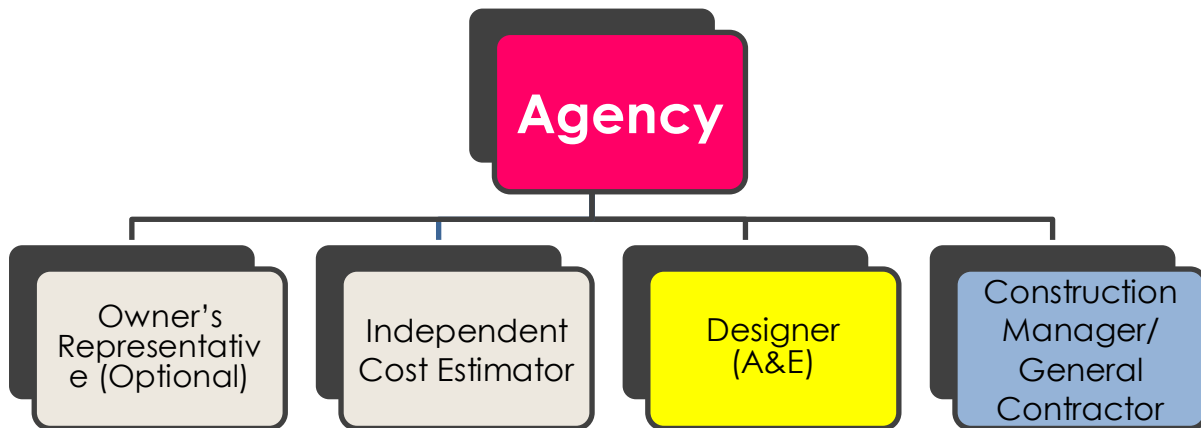 Agency
Owner’s
Representativ
e (Optional)
Independent
Cost Estimator
Designer
(A&E)
Construction
Manager/
General
Contractor